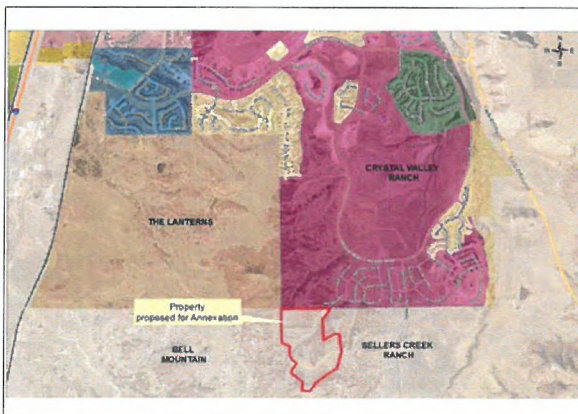 N
W
E
S
CRYSTAL VALLEY
RANCH
THE LANTERNS
Property
proposed for Annexation
BELL
MOUNTAIN
SELLERS CREEK
RANCH